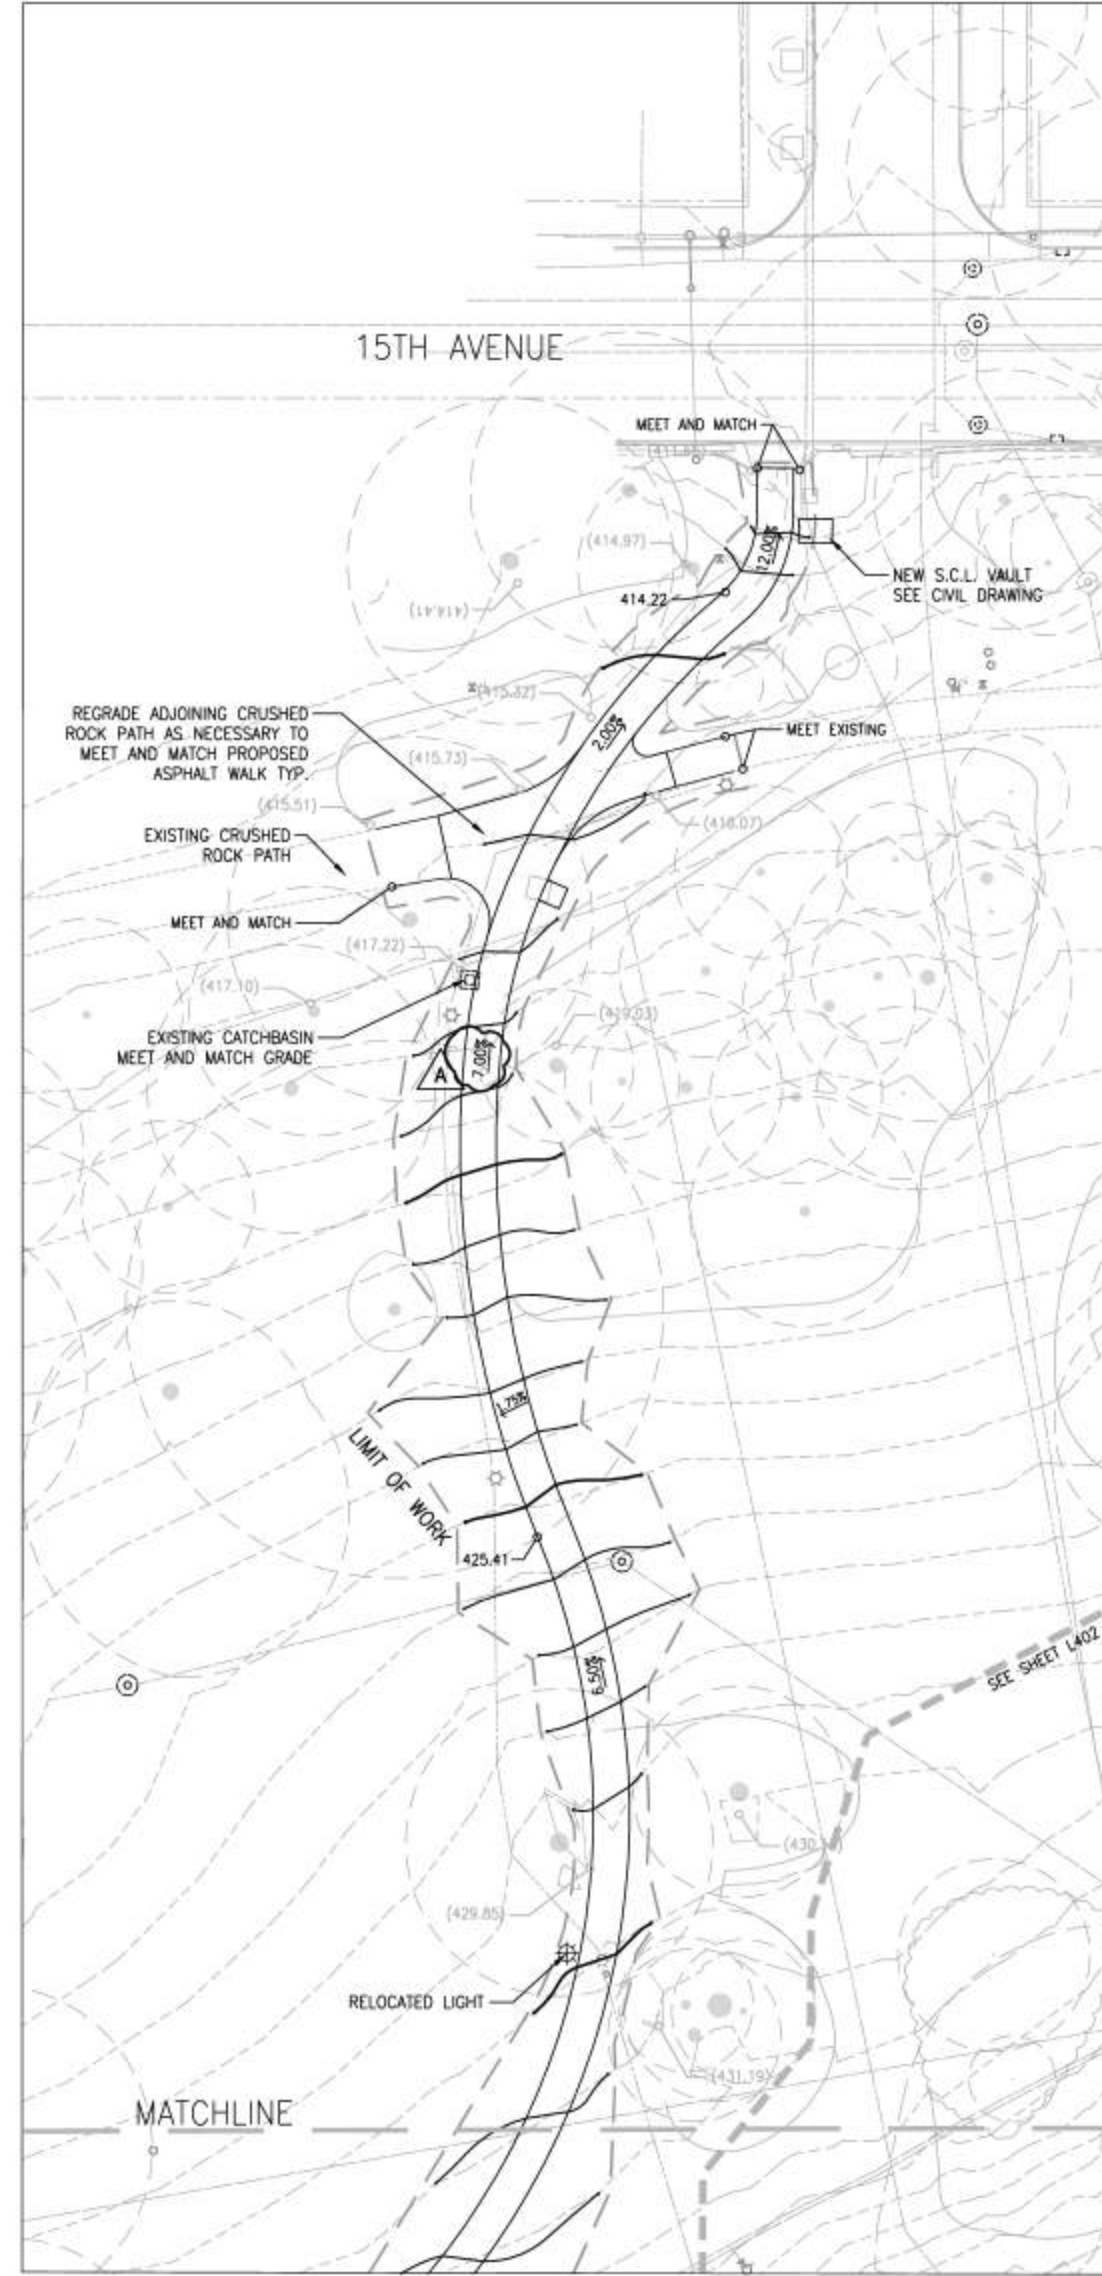 15TH AVENUE
MEET AND MATCH
(414.97)
12.00%
NEW S.C.L. VAULT
SEE CIVIL DRAWING
414.22
(414.41)
(415.32)
REGRADE ADJOINING CRUSHED
ROCK PATH AS NECESSARY TO
MEET AND MATCH PROPOSED
ASPHALT WALK TYP.
2.00%
MEET EXISTING
(415.73)
(415.51)
(418.07)
EXISTING CRUSHED
ROCK PATH
MEET AND MATCH
(417.22)
(417.10)
(419.03)
EXISTING CATCHBASIN
MEET AND MATCH GRADE
7.00%
A
1.75%
LIMIT OF WORK
425.41
SEE SHEET L402
6.50%
(429.85)
RELOCATED LIGHT
(431.19)
MATCHLINE